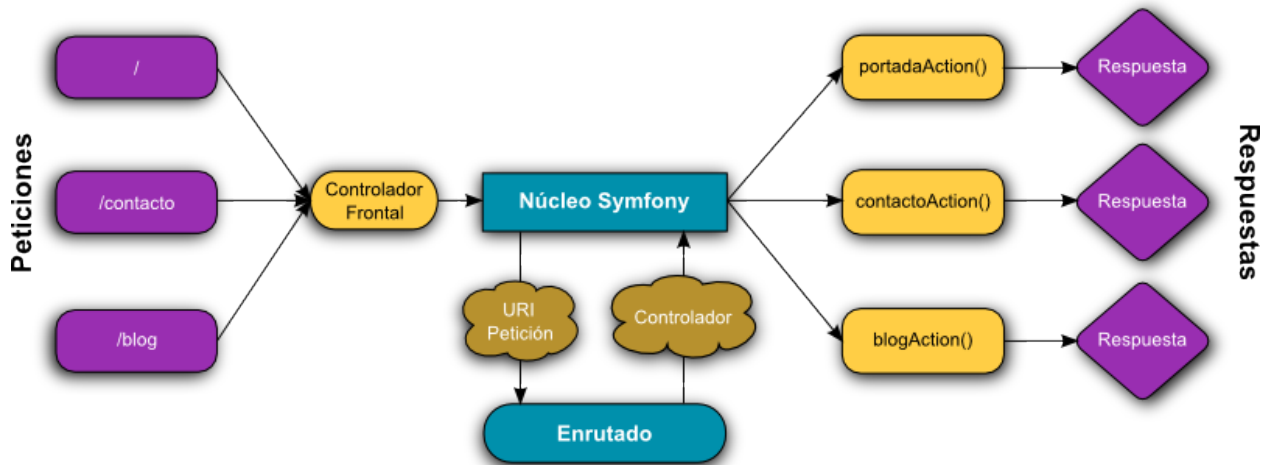 Peticiones
/
/contacto
/blog
Controlador
Frontal
Núcleo Symfony
URI
Petición
Controlador
Enrutado
portadaAction()
contactoAction()
blogAction()
Respuesta
Respuesta
Respuesta
Respuestas